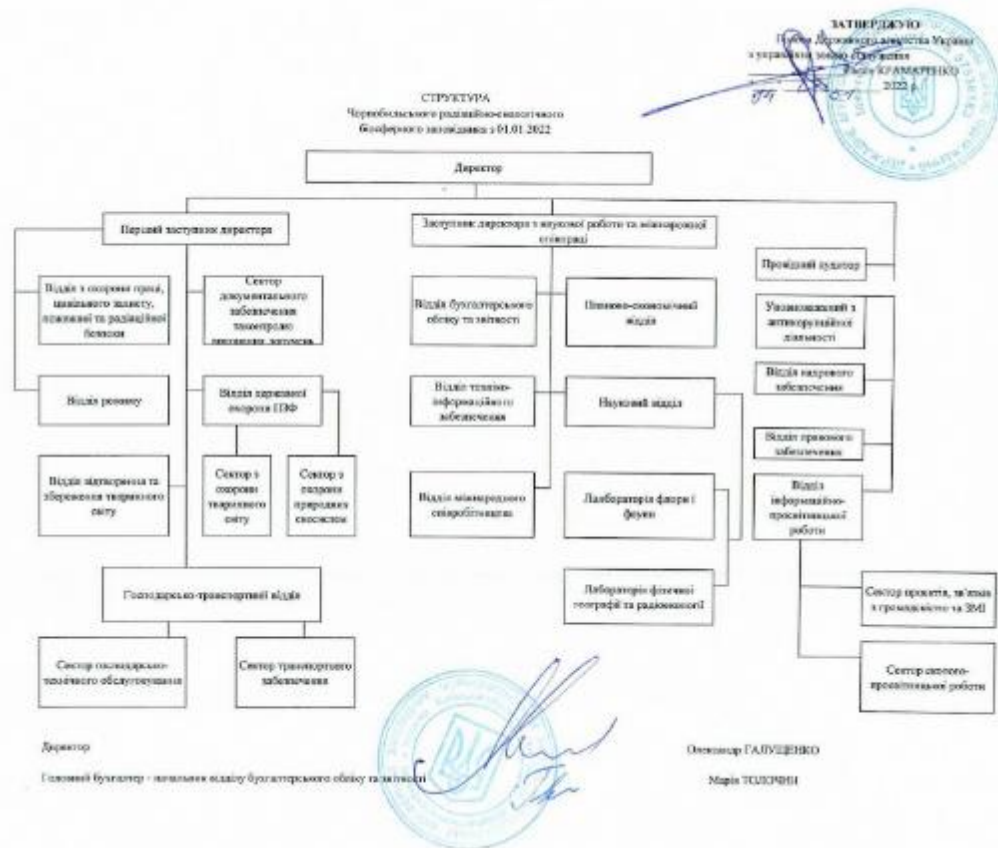 ЗАТВЕРДЖУЮ
Державного агентства України
з управління зоною відчуження
КРАМАРЕНКО
2022 р.
СТРУКТУРА
Чорнобильського радіаційно-екологічного
біосферного заповідника з 01.01.2022
Директор
Перший заступник директора
Заступник директора з наукової роботи та міжнародної
співпраці
Провідний аудитор
Відділ з охорони праці,
цивільного захисту,
пожежної та радіаційної
безпеки
Сектор
документального
забезпечення
Відділ бухгалтерського
обліку та звітності
Планово-економічний
відділ
Уповноважений з
антикорупційної
діяльності
Відділ кадрового
забезпечення
Відділ режиму
Відділ державної
охорони ПЗФ
Відділ техніко-
інформаційного
забезпечення
Науковий відділ
Відділ правового
забезпечення
Відділ відтворення та
збереження тваринного
світу
Сектор з
охорони
тваринного
світу
Сектор з
охорони
природних
екосистем
Відділ міжнародного
співробітництва
Лабораторія флори і
фауни
Відділ
інформаційно-
просвітницької
роботи
Господарсько-транспортний відділ
Лабораторія фізичної
географії та радіоекології
Сектор проектів, зв'язків
з громадскістю та ЗМІ
Сектор господарсько-
технічного обслуговування
Сектор транспортного
забезпечення
Сектор еколого-
просвітницької роботи
Директор
Олександр ГАЛУЩЕНКО
Головний бухгалтер - начальник відділу бухгалтерського обліку та звітності
Марія